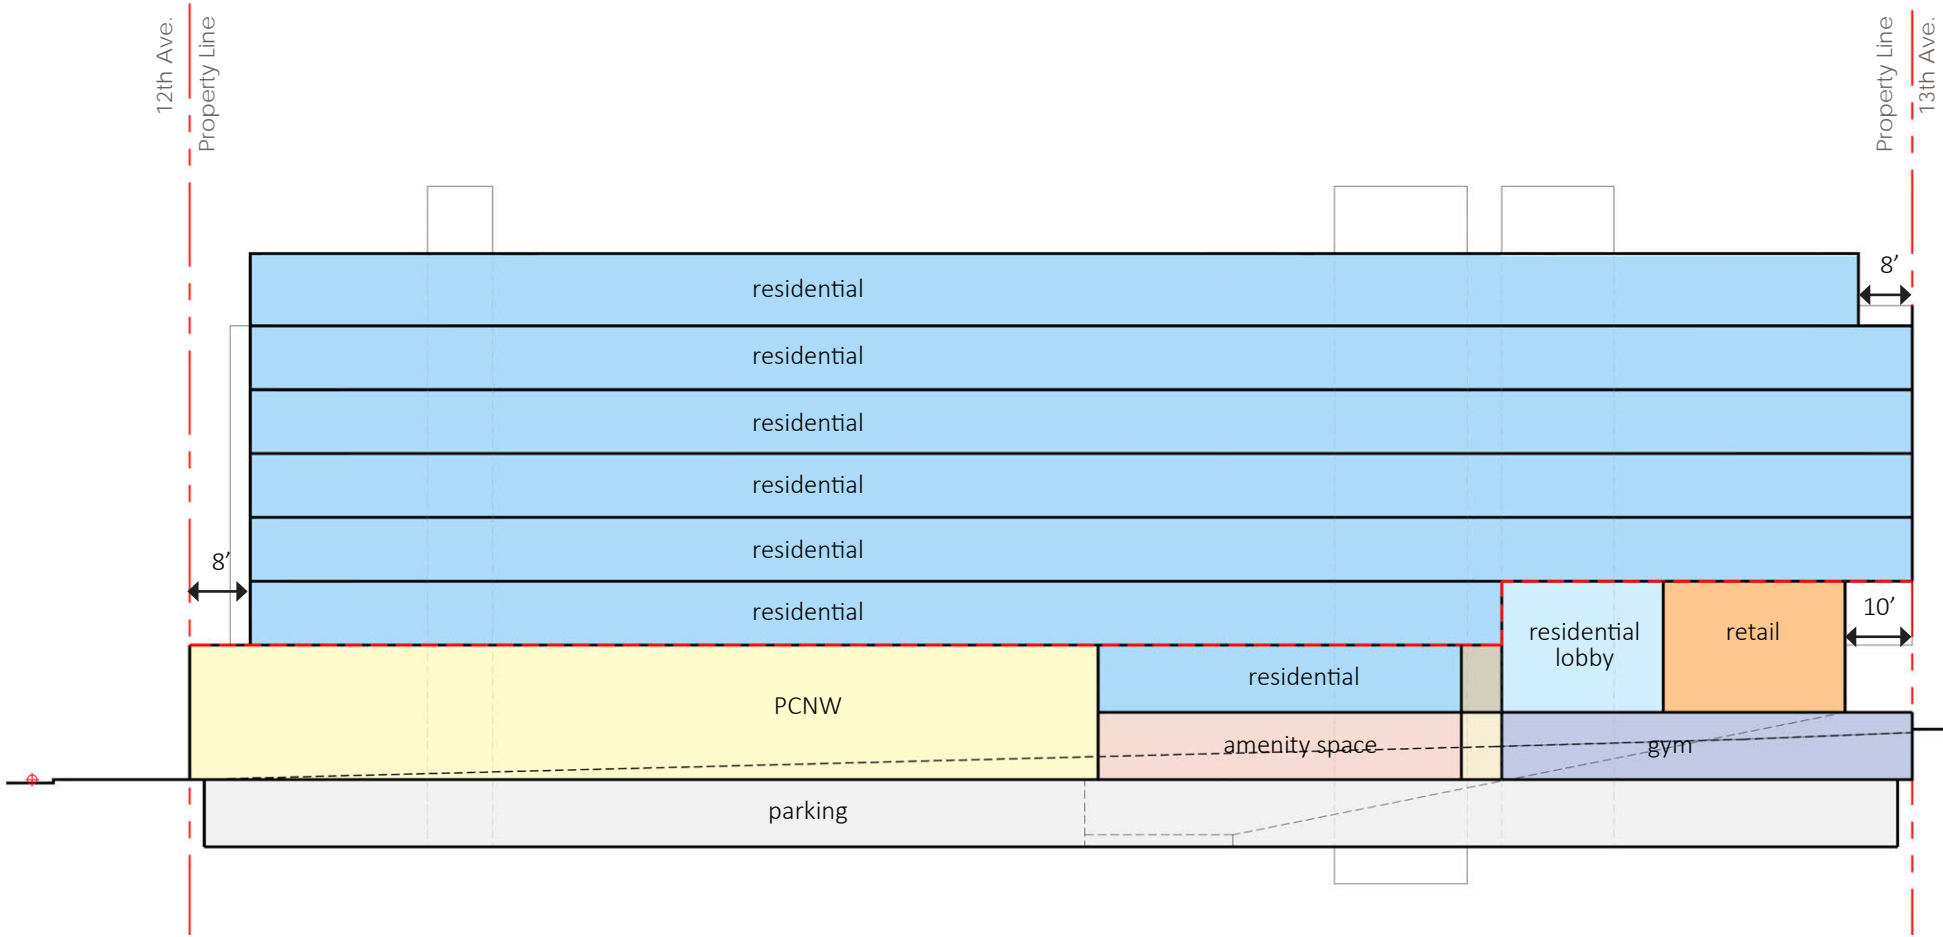 12th Ave.
Property Line
Property Line
13th Ave.
8’
residential
residential
residential
residential
residential
8’
residential
10’
residential
lobby
retail
residential
PCNW
amenity space
gym
parking